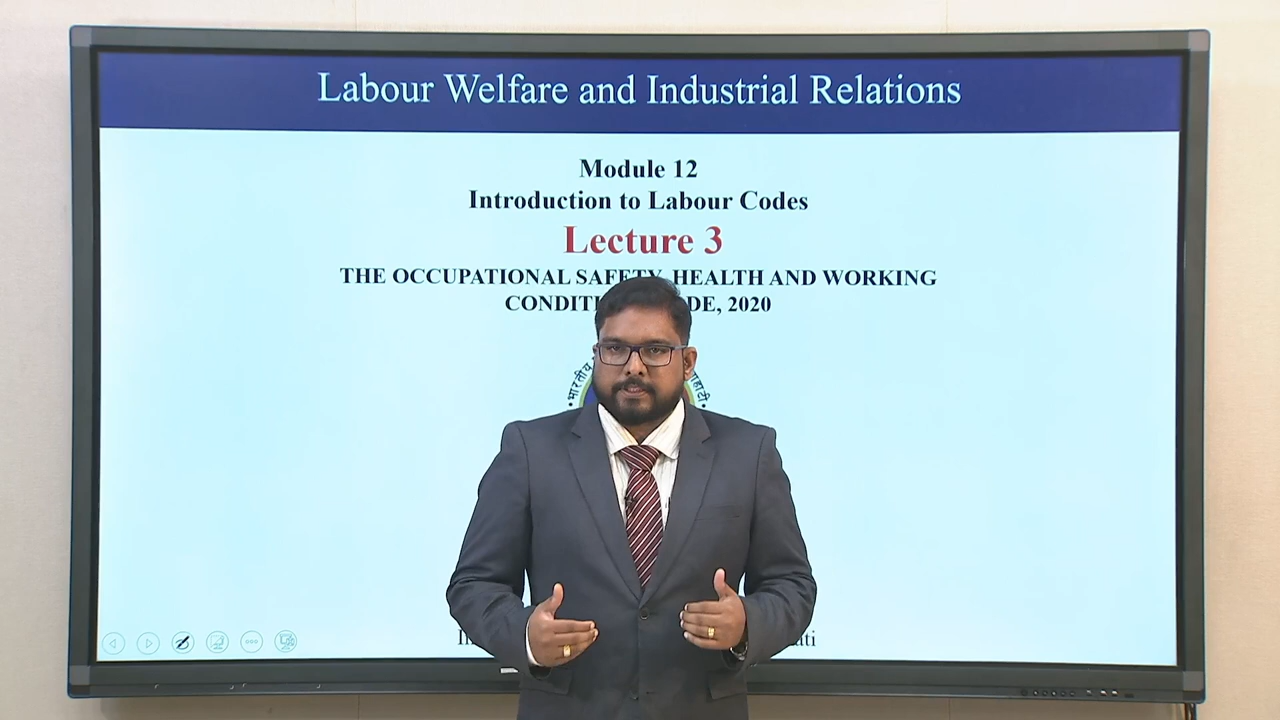 Labour Welfare and Industrial Relations
Module 12
Introduction to Labour Codes
Lecture 3
THE OCCUPATIONAL SAFETY, HEALTH AND WORKING
2020
भारतीय